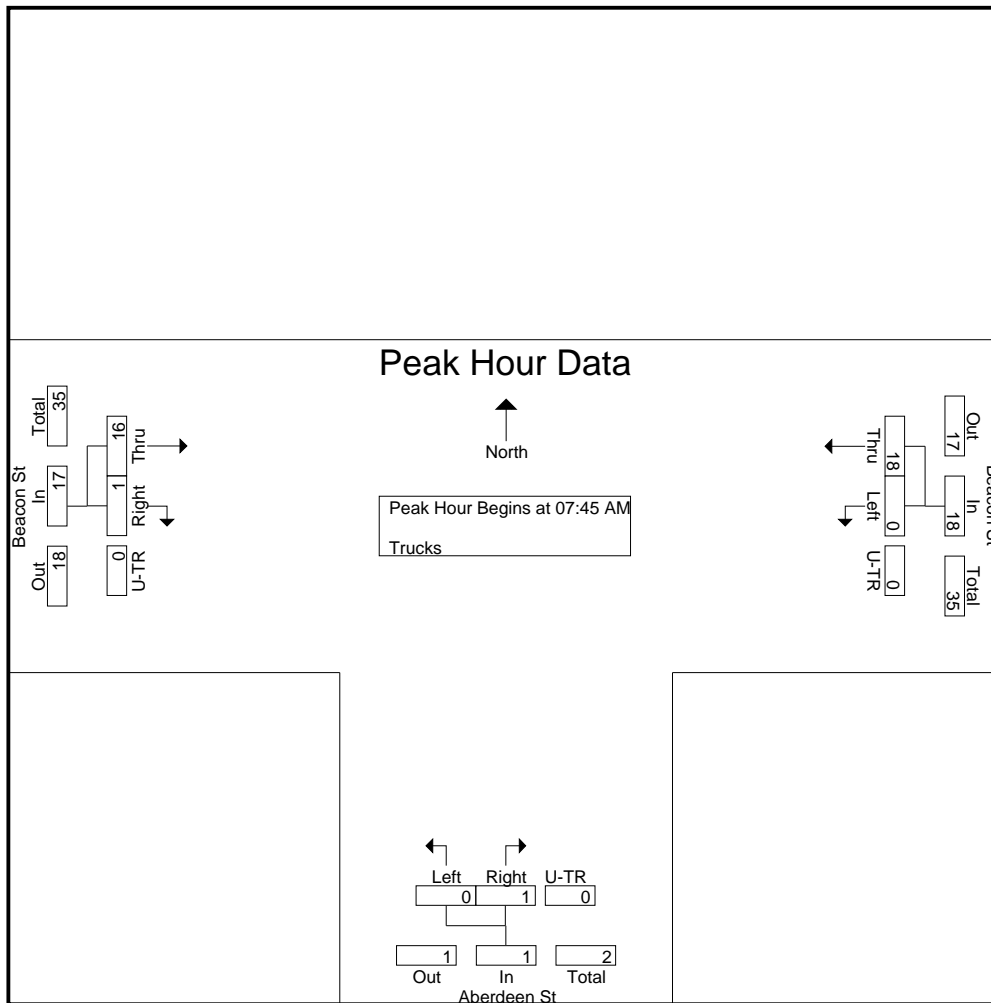 Peak Hour Data
North
Peak Hour Begins at 07:45 AM
Trucks
Beacon St
Total
35
In
17
Out
18
Thru
16
Right
1
U-TR
0
Beacon St
Out
17
In
18
Total
35
Thru
18
Left
0
U-TR
0
Left Right U-TR
0 1 0
1 1 2
Out In Total
Aberdeen St